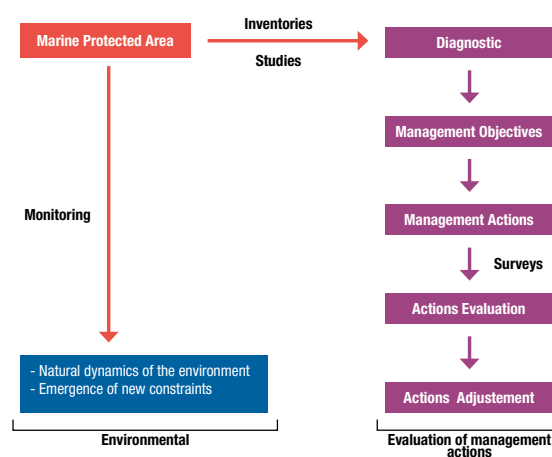 Inventories
Marine Protected Area
Studies
Diagnostic
Management Objectives
Monitoring
Management Actions
Surveys
Actions Evaluation
- Natural dynamics of the environment
- Emergence of new constraints
Actions Adjustement
Environmental
Evaluation of management
actions